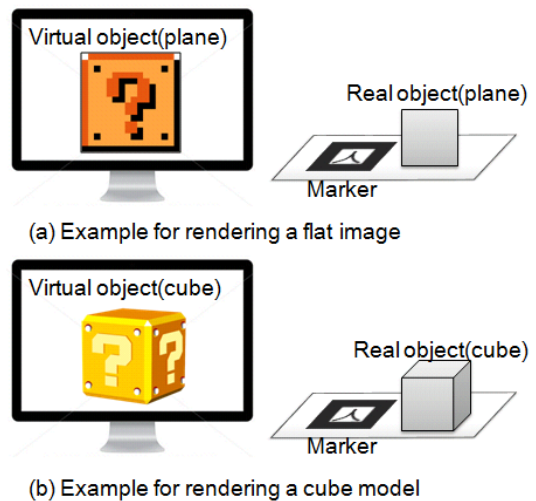 Virtual object(plane)
?
Real object(plane)
Marker
(a) Example for rendering a flat image
Virtual object(cube)
? ?
Real object(cube)
Marker
(b) Example for rendering a cube model